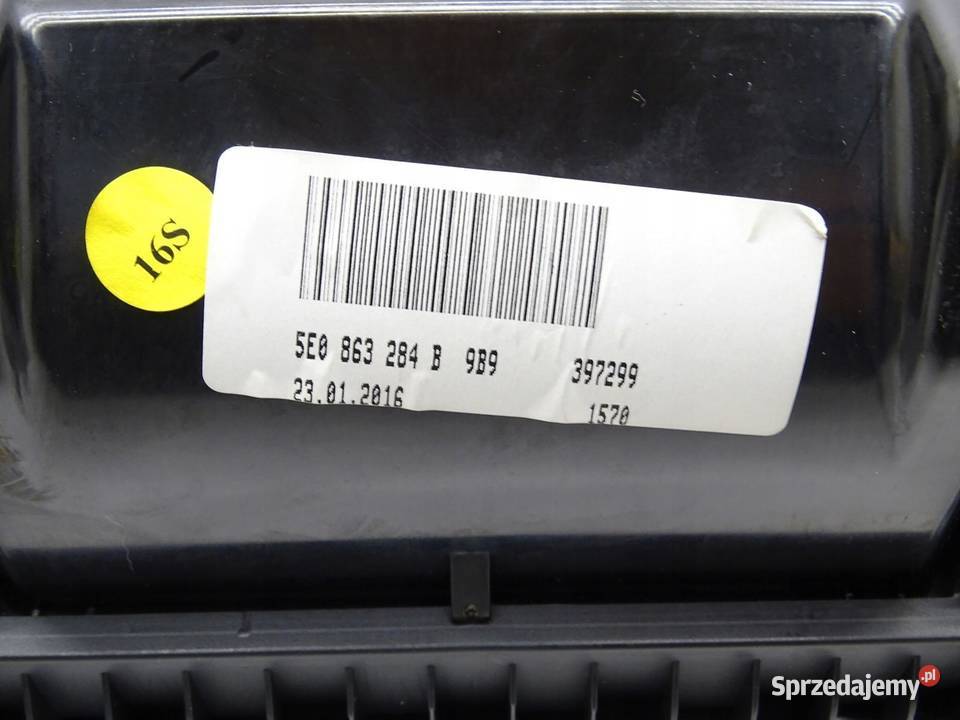 16S
5E0 863 284 B 9B9 397299
23.01.2016 1570
Sprzedajemy.pl